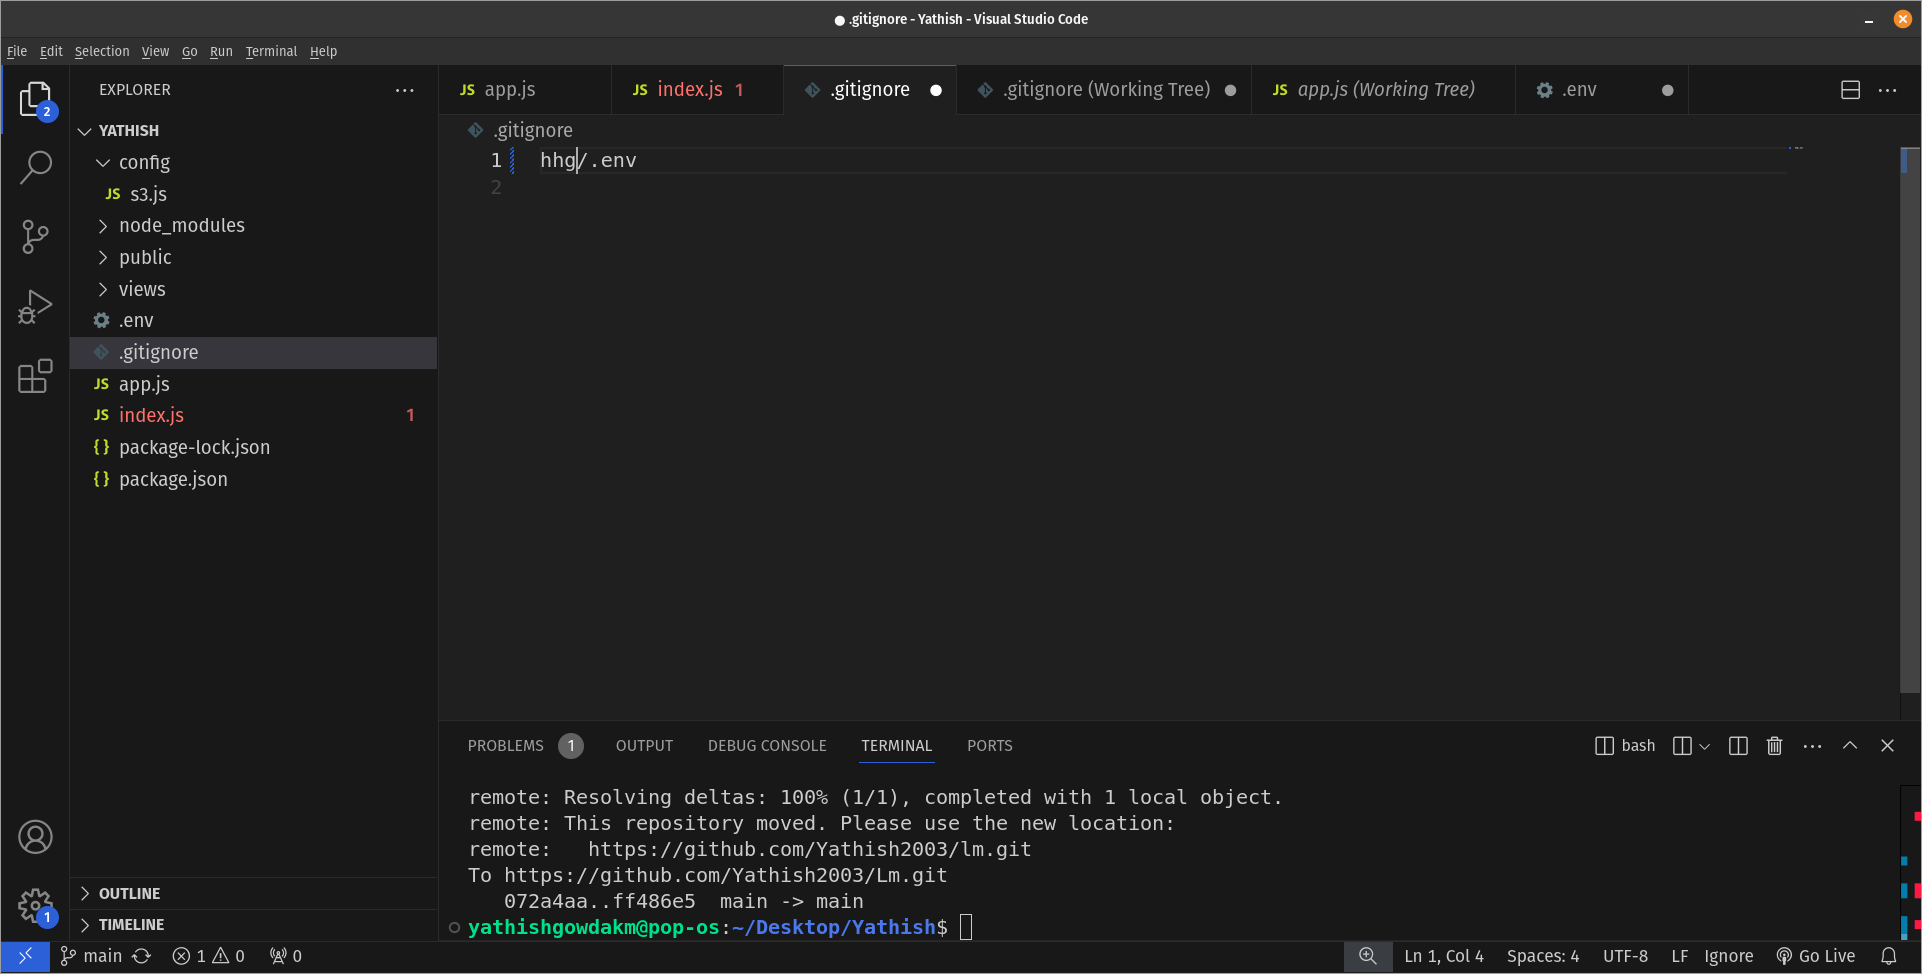 .gitignore - Yathish - Visual Studio Code
File Edit Selection View Go Run Terminal Help
EXPLORER
YATHISH
config
JS s3.js
node_modules
public
views
.env
.gitignore
JS app.js
JS index.js 1
{} package-lock.json
{} package.json
OUTLINE
TIMELINE
2
1
JS app.js JS index.js 1 .gitignore .gitignore (Working Tree) JS app.js (Working Tree) .env
.gitignore
1 hhg/.env
2
PROBLEMS 1 OUTPUT DEBUG CONSOLE TERMINAL PORTS bash
remote: Resolving deltas: 100% (1/1), completed with 1 local object.
remote: This repository moved. Please use the new location:
remote:   https://github.com/Yathish2003/lm.git
To https://github.com/Yathish2003/Lm.git
   072a4aa..ff486e5  main -> main
yathishgowdakm@pop-os:~/Desktop/Yathish$
main 1 0 0 Ln 1, Col 4 Spaces: 4 UTF-8 LF Ignore Go Live